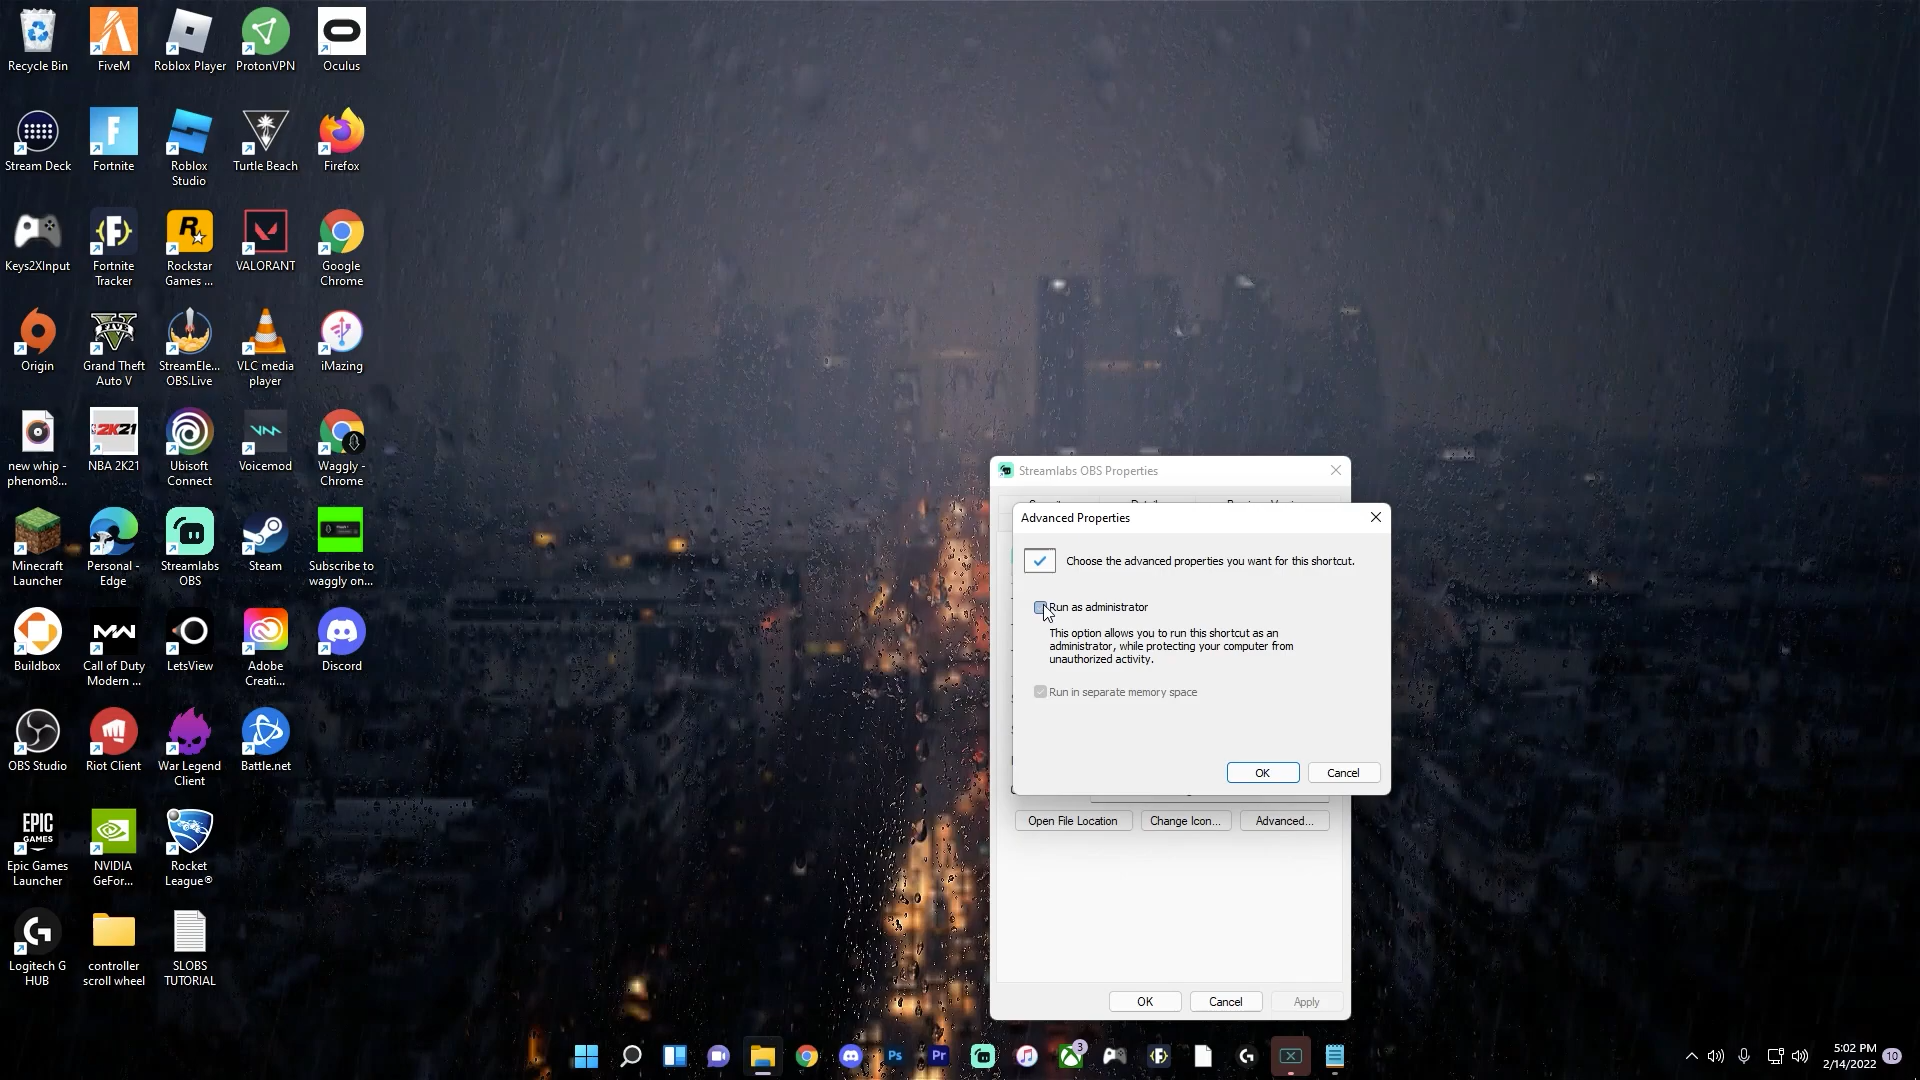 Recycle Bin
FiveM
Roblox Player
ProtonVPN
Oculus
Stream Deck
Fortnite
Roblox
Studio
Turtle Beach
Firefox
Keys2XInput
Fortnite
Tracker
Rockstar
Games ...
VALORANT
Google
Chrome
Origin
Grand Theft
Auto V
StreamEle...
OBS.Live
VLC media
player
iMazing
new whip -
phenom8...
NBA 2K21
Ubisoft
Connect
Voicemod
Waggly -
Chrome
Minecraft
Launcher
Personal -
Edge
Streamlabs
OBS
Steam
Subscribe to
waggly on...
Buildbox
Call of Duty
Modern ...
LetsView
Adobe
Creati...
Discord
OBS Studio
Riot Client
War Legend
Client
Battle.net
EPIC
GAMES
Epic Games
Launcher
NVIDIA
GeFor...
Rocket
League®
Logitech G
HUB
controller
scroll wheel
SLOBS
TUTORIAL
Streamlabs OBS Properties
Advanced Properties
Choose the advanced properties you want for this shortcut.
Run as administrator
This option allows you to run this shortcut as an
administrator, while protecting your computer from
unauthorized activity.
Run in separate memory space
OK
Cancel
Open File Location
Change Icon...
Advanced...
OK
Cancel
Apply
Ps
Pr
3
5:02 PM
2/14/2022
10